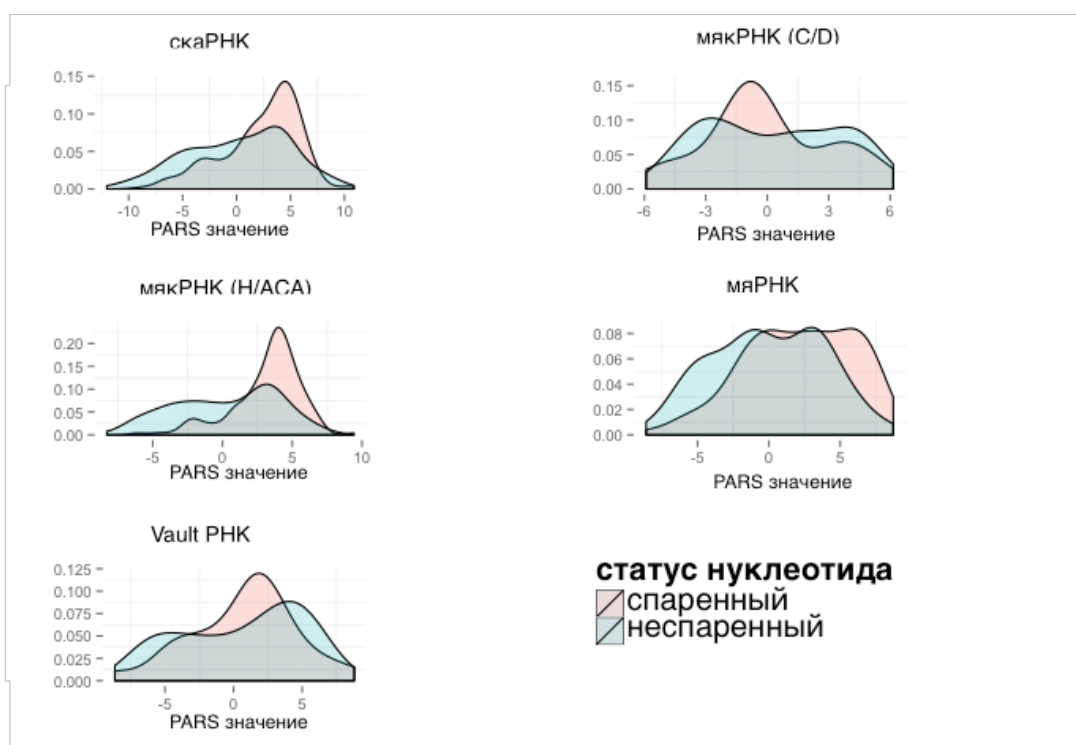 скаРНК
0.15
0.10
0.05
0.00
-10 -5 0 5 10
PARS значение
мякРНК (C/D)
0.15
0.10
0.05
0.00
-6 -3 0 3 6
PARS значение
мякРНК (H/ACA)
0.20
0.15
0.10
0.05
0.00
-5 0 5 10
PARS значение
мяРНК
0.08
0.06
0.04
0.02
0.00
-5 0 5
PARS значение
Vault РНК
0.125
0.100
0.075
0.050
0.025
0.000
-5 0 5
PARS значение
статус нуклеотида
спаренный
неспаренный